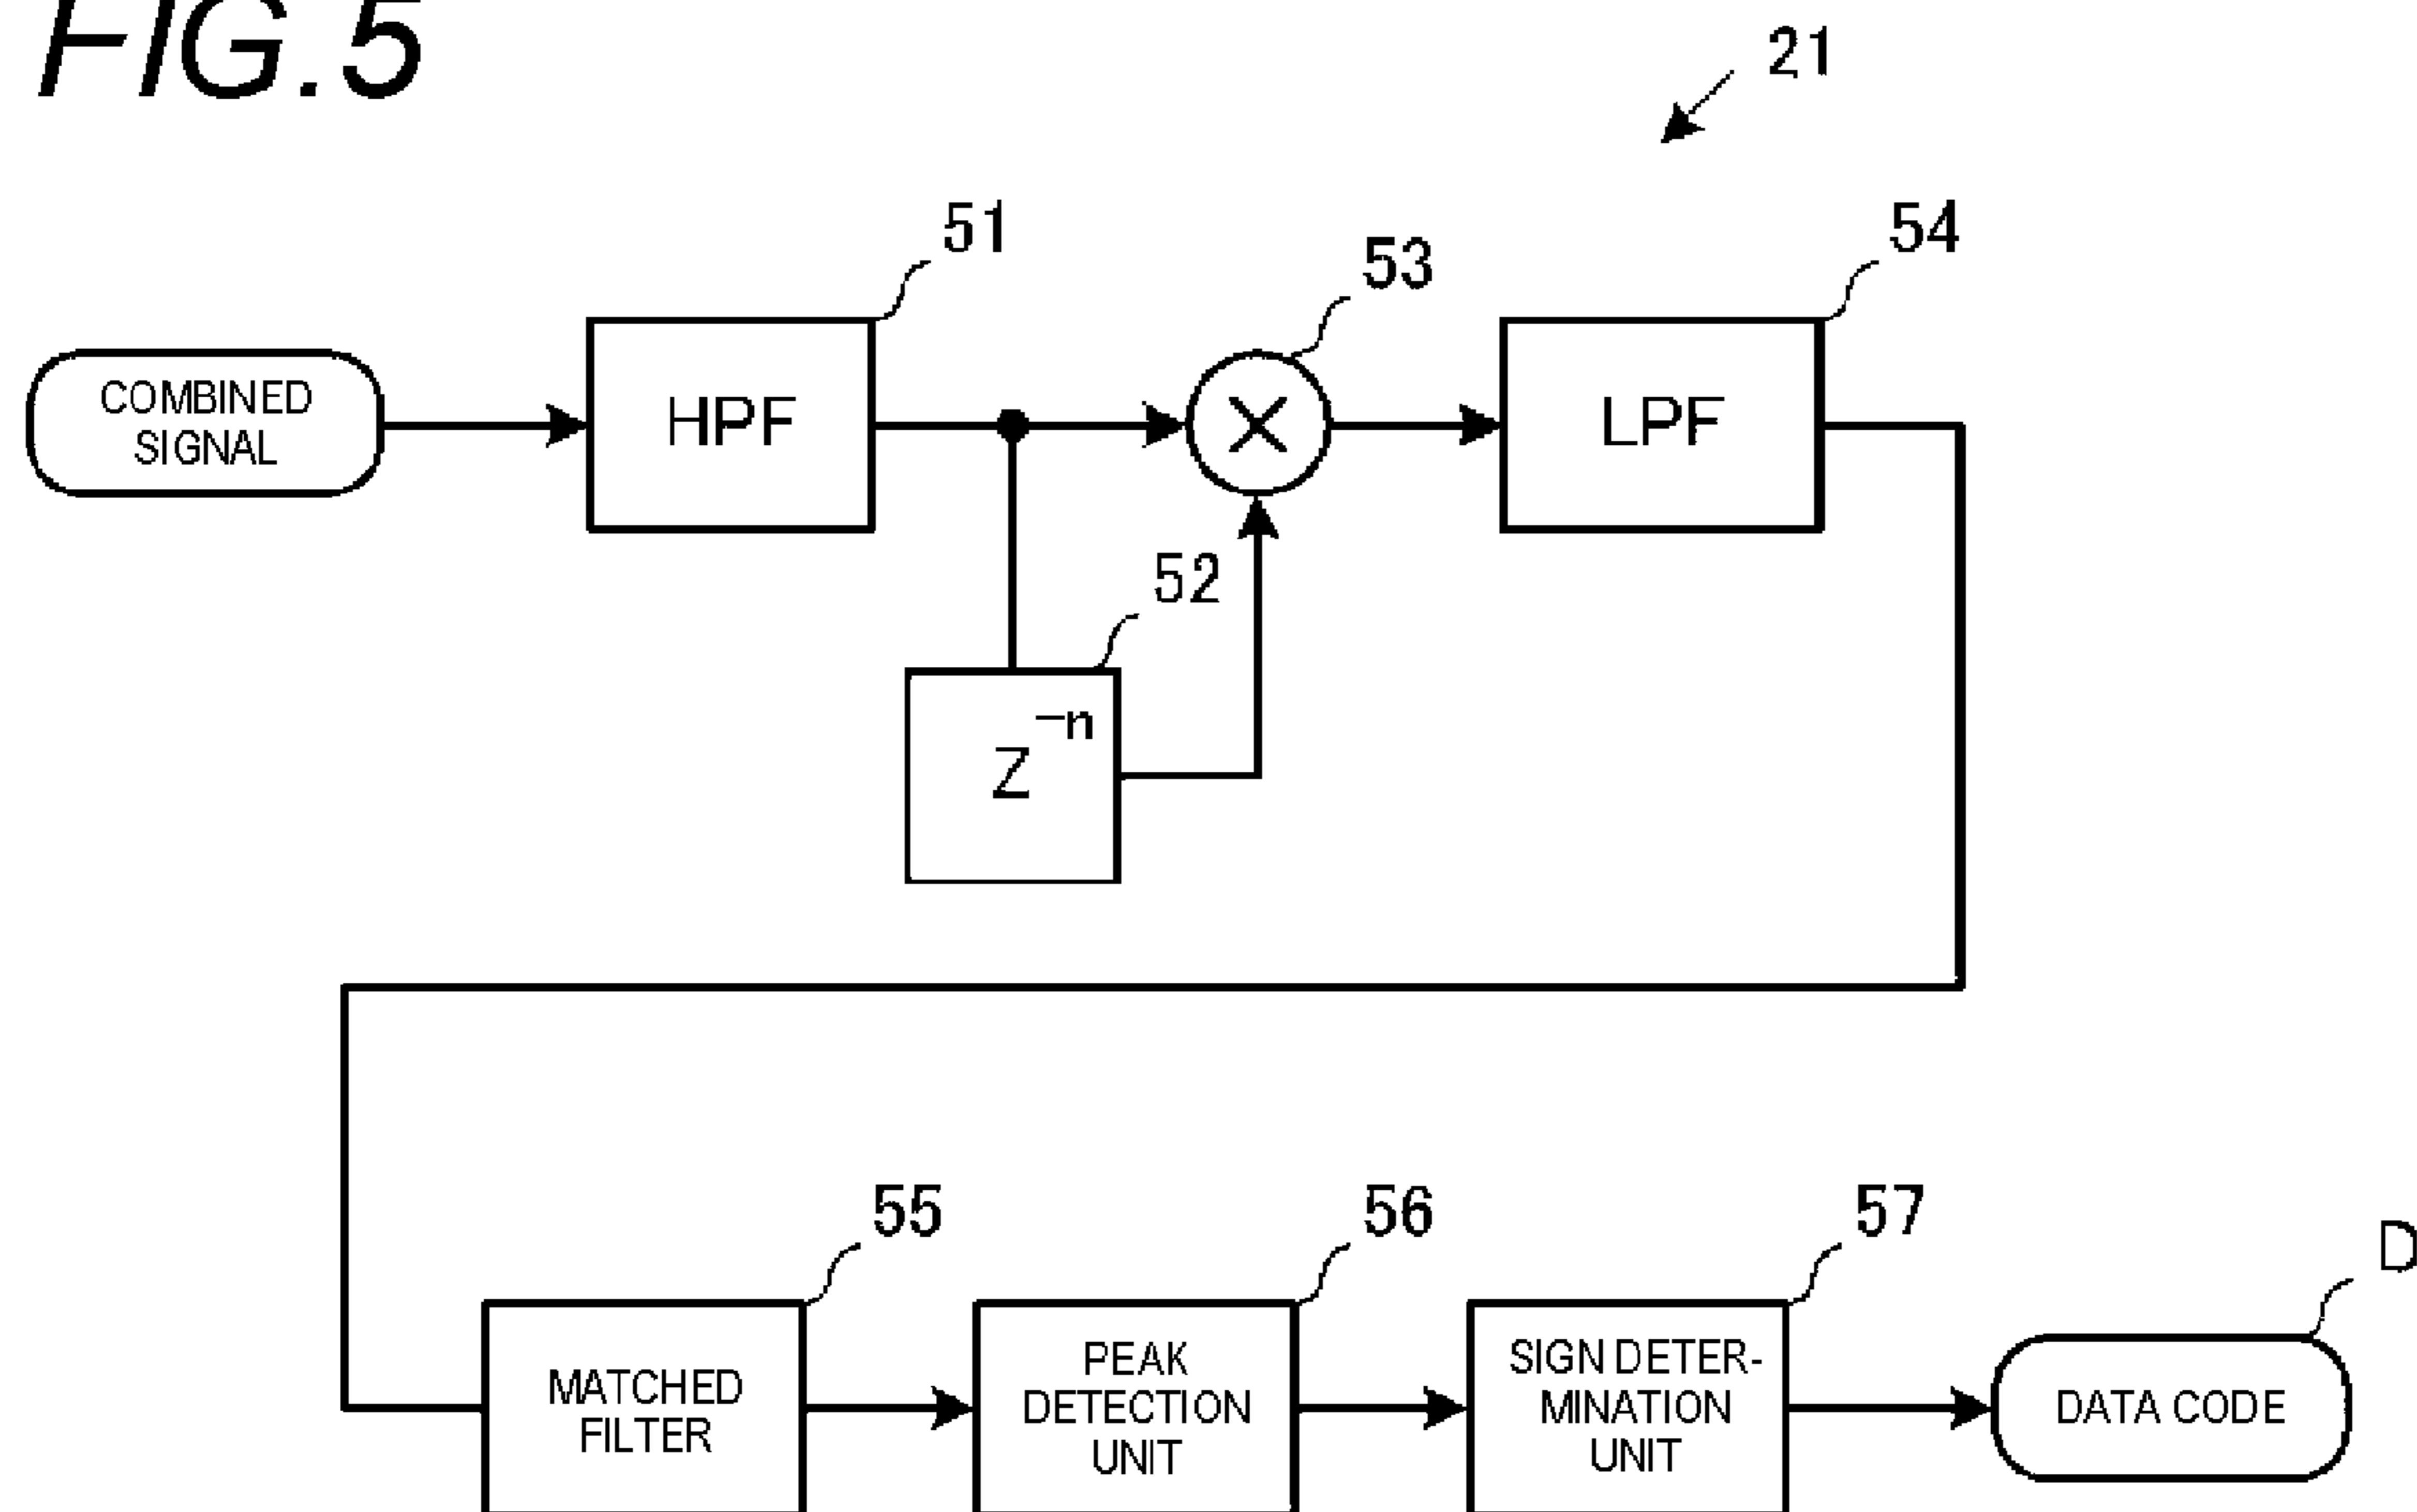 FIG.5
21
51
53
54
COMBINED
SIGNAL
HPF
×
LPF
52
Z⁻ⁿ
55
56
57
D
MATCHED
FILTER
PEAK
DETECTION
UNIT
SIGN DETER-
MINATION
UNIT
DATA CODE